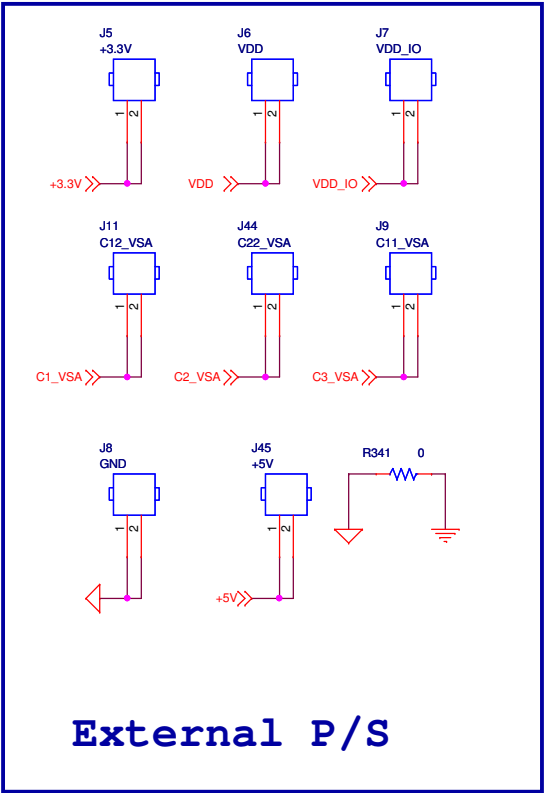 J5 J6 J7
+3.3V VDD VDD_IO
1 2 1 2 1 2
+3.3V VDD VDD_IO
J11 J44 J9
C12_VSA C22_VSA C11_VSA
1 2 1 2 1 2
C1_VSA C2_VSA C3_VSA
J8 J45 R341 0
GND +5V
1 2 1 2
+5V
External P/S